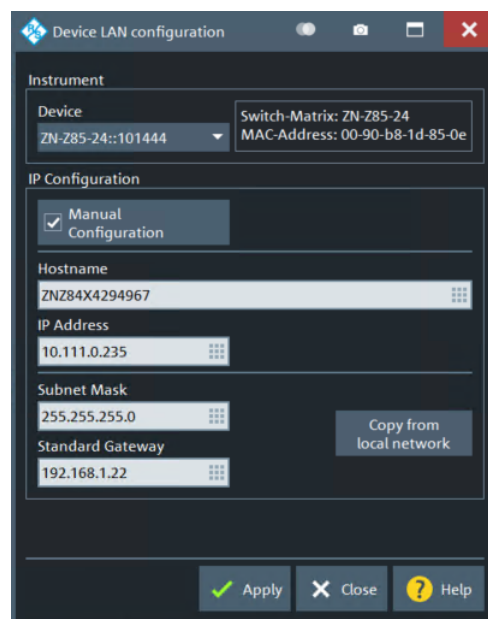 Device LAN configuration
Instrument
Device
ZN-Z85-24::101444
Switch-Matrix: ZN-Z85-24
MAC-Address: 00-90-b8-1d-85-0e
IP Configuration
Manual
Configuration
Hostname
ZNZ84X4294967
IP Address
10.111.0.235
Subnet Mask
255.255.255.0
Copy from
local network
Standard Gateway
192.168.1.22
Apply
Close
? Help